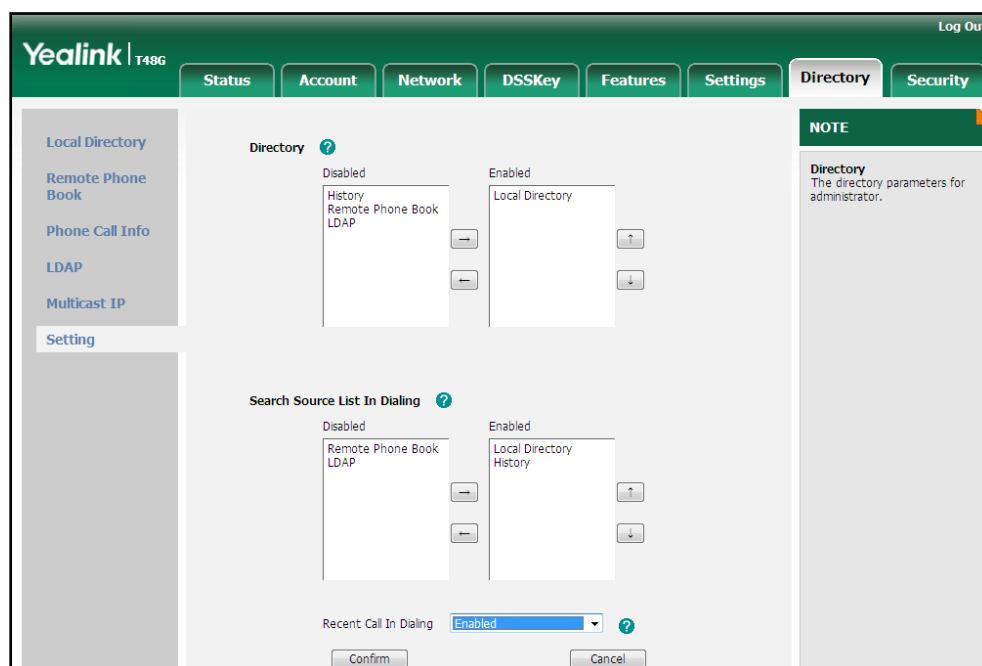 Log Ou
Yealink T48G
Status Account Network DSSKey Features Settings Directory Security
Local Directory
Remote Phone
Book
Phone Call Info
LDAP
Multicast IP
Setting
Directory ?
Disabled Enabled
History
Remote Phone Book
LDAP
Local Directory
→
←
↑
↓
Search Source List In Dialing ?
Disabled Enabled
Remote Phone Book
LDAP
Local Directory
History
→
←
↑
↓
Recent Call In Dialing Enabled ?
Confirm Cancel
NOTE
Directory
The directory parameters for
administrator.